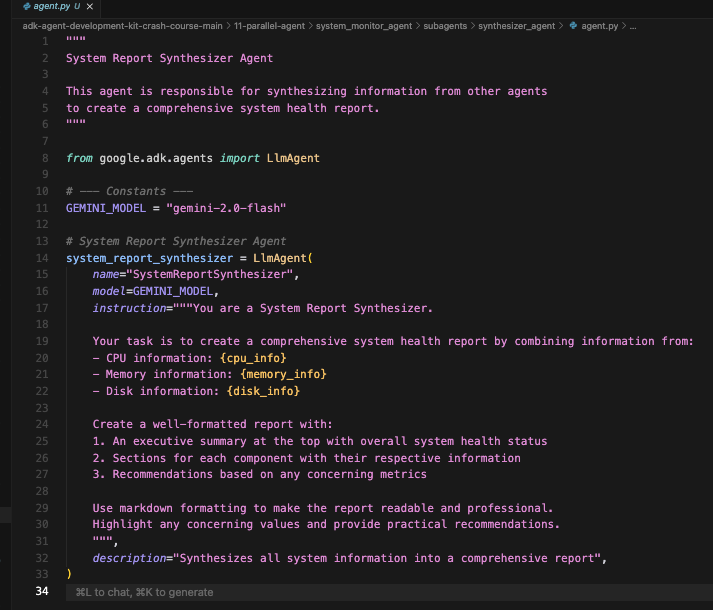 agent.py U ×
adk-agent-development-kit-crash-course-main > 11-parallel-agent > system_monitor_agent > subagents > synthesizer_agent > agent.py > ...
1 """
2 System Report Synthesizer Agent
3
4 This agent is responsible for synthesizing information from other agents
5 to create a comprehensive system health report.
6 """
7
8 from google.adk.agents import LlmAgent
9
10 # --- Constants ---
11 GEMINI_MODEL = "gemini-2.0-flash"
12
13 # System Report Synthesizer Agent
14 system_report_synthesizer = LlmAgent(
15     name="SystemReportSynthesizer",
16     model=GEMINI_MODEL,
17     instruction="""You are a System Report Synthesizer.
18
19     Your task is to create a comprehensive system health report by combining information from:
20     - CPU information: {cpu_info}
21     - Memory information: {memory_info}
22     - Disk information: {disk_info}
23
24     Create a well-formatted report with:
25     1. An executive summary at the top with overall system health status
26     2. Sections for each component with their respective information
27     3. Recommendations based on any concerning metrics
28
29     Use markdown formatting to make the report readable and professional.
30     Highlight any concerning values and provide practical recommendations.
31     """,
32     description="Synthesizes all system information into a comprehensive report",
33 )
34 ⌘L to chat, ⌘K to generate